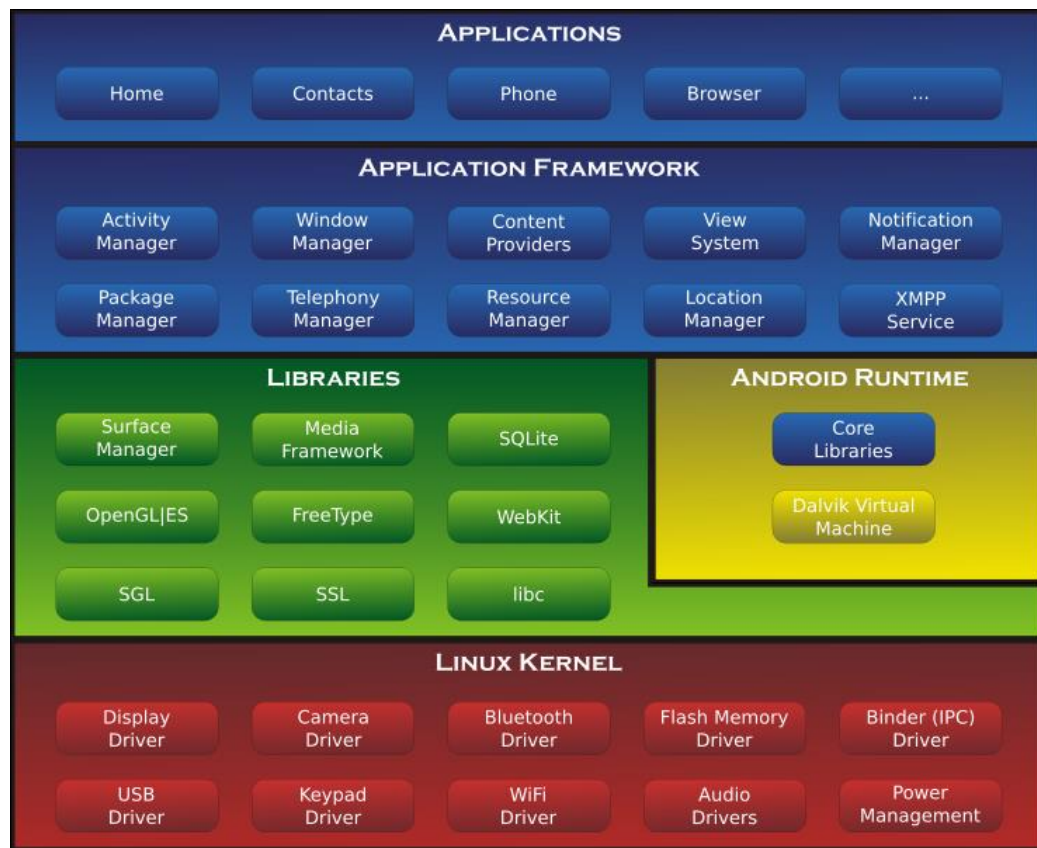 APPLICATIONS
Home
Contacts
Phone
Browser
...
APPLICATION FRAMEWORK
Activity
Manager
Window
Manager
Content
Providers
View
System
Notification
Manager
Package
Manager
Telephony
Manager
Resource
Manager
Location
Manager
XMPP
Service
LIBRARIES
Surface
Manager
Media
Framework
SQLite
OpenGL|ES
FreeType
WebKit
SGL
SSL
libc
ANDROID RUNTIME
Core
Libraries
Dalvik Virtual
Machine
LINUX KERNEL
Display
Driver
Camera
Driver
Bluetooth
Driver
Flash Memory
Driver
Binder (IPC)
Driver
USB
Driver
Keypad
Driver
WiFi
Driver
Audio
Drivers
Power
Management